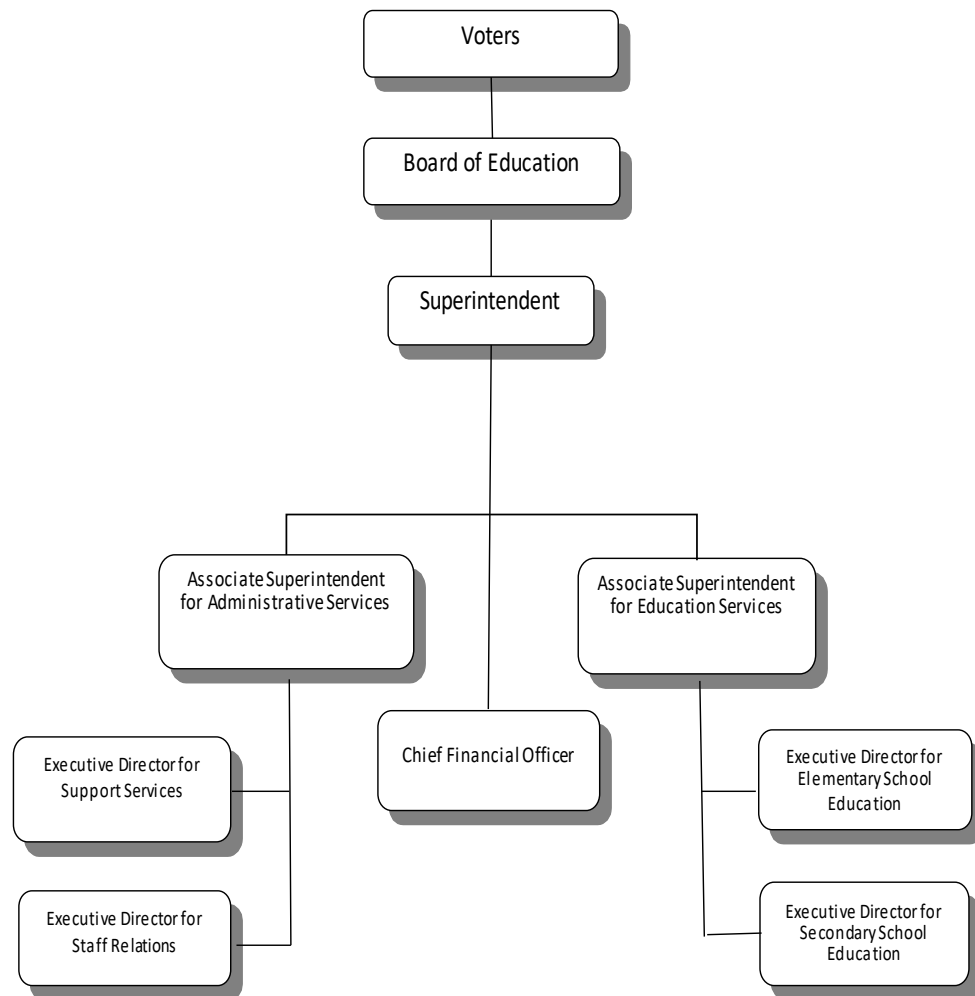 Voters
Board of Education
Superintendent
Associate Superintendent
for Administrative Services
Associate Superintendent
for Education Services
Chief Financial Officer
Executive Director for
Support Services
Executive Director for
Elementary School
Education
Executive Director for
Staff Relations
Executive Director for
Secondary School
Education